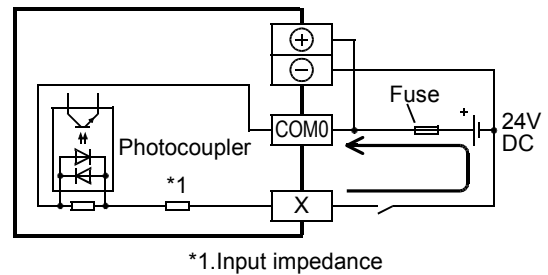 +
−
Fuse
+
COM0
24V
DC
Photocoupler
*1
X
*1.Input impedance